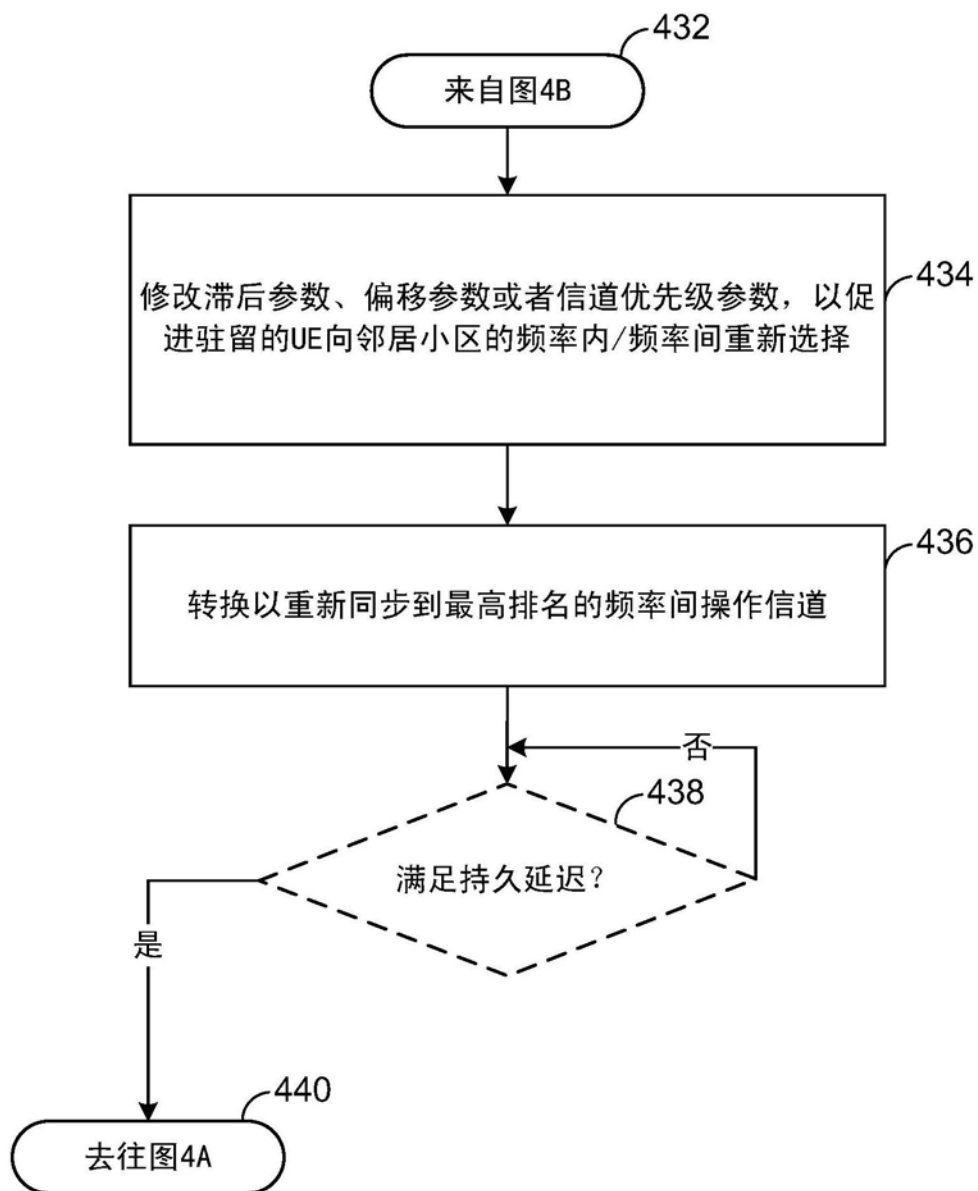 432
来自图4B
434
修改滞后参数、偏移参数或者信道优先级参数，以促
进驻留的UE向邻居小区的频率内/频率间重新选择
436
转换以重新同步到最高排名的频率间操作信道
否
438
满足持久延迟？
是
440
去往图4A